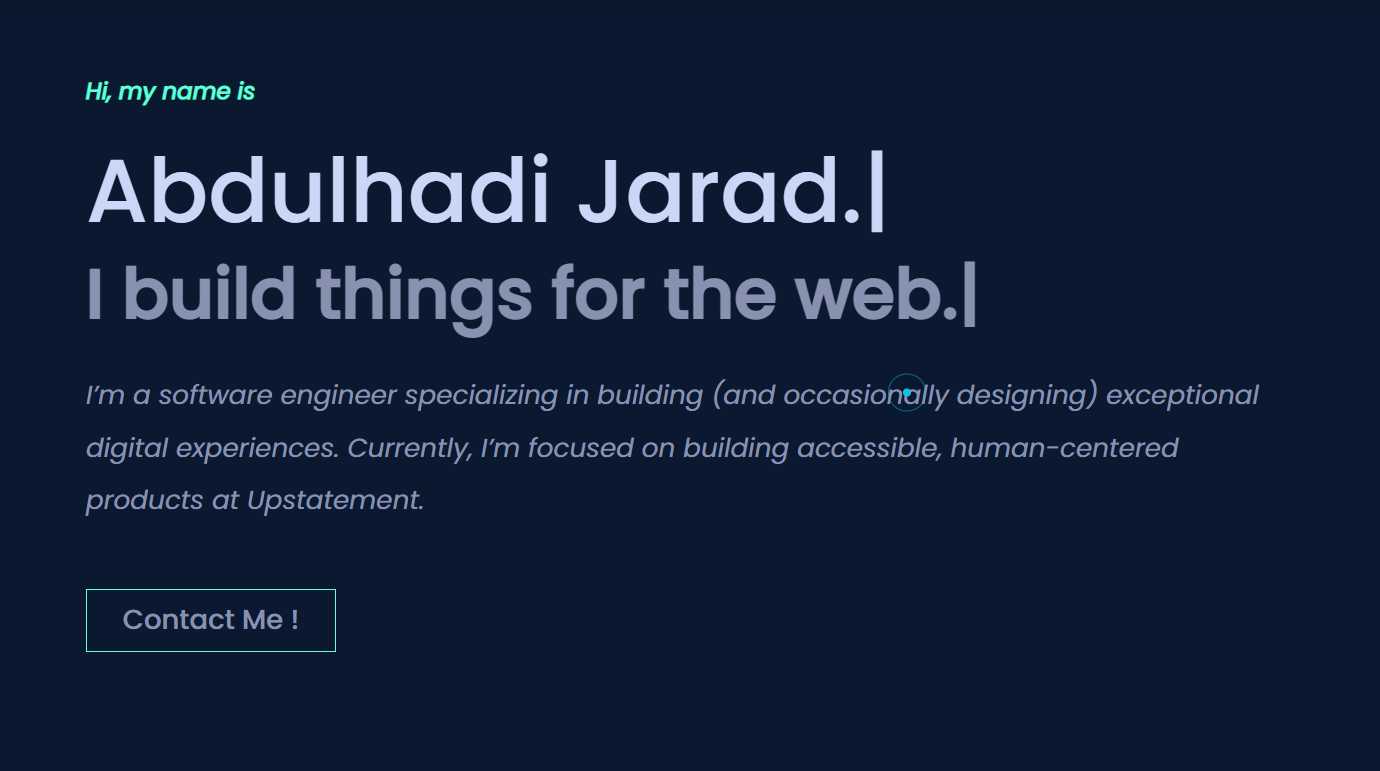 Hi, my name is
Abdulhadi Jarad.|
I build things for the web.|
I’m a software engineer specializing in building (and occasionally designing) exceptional
digital experiences. Currently, I’m focused on building accessible, human-centered
products at Upstatement.
Contact Me !